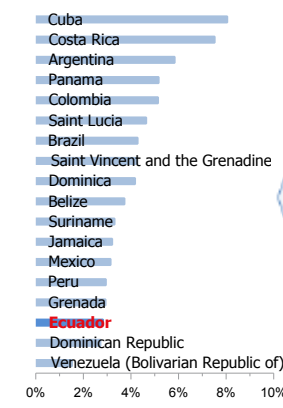 Cuba
Costa Rica
Argentina
Panama
Colombia
Saint Lucia
Brazil
Saint Vincent and the Grenadine
Dominica
Belize
Suriname
Jamaica
Mexico
Peru
Grenada
Ecuador
Dominican Republic
Venezuela (Bolivarian Republic of)
0% 2% 4% 6% 8% 10%